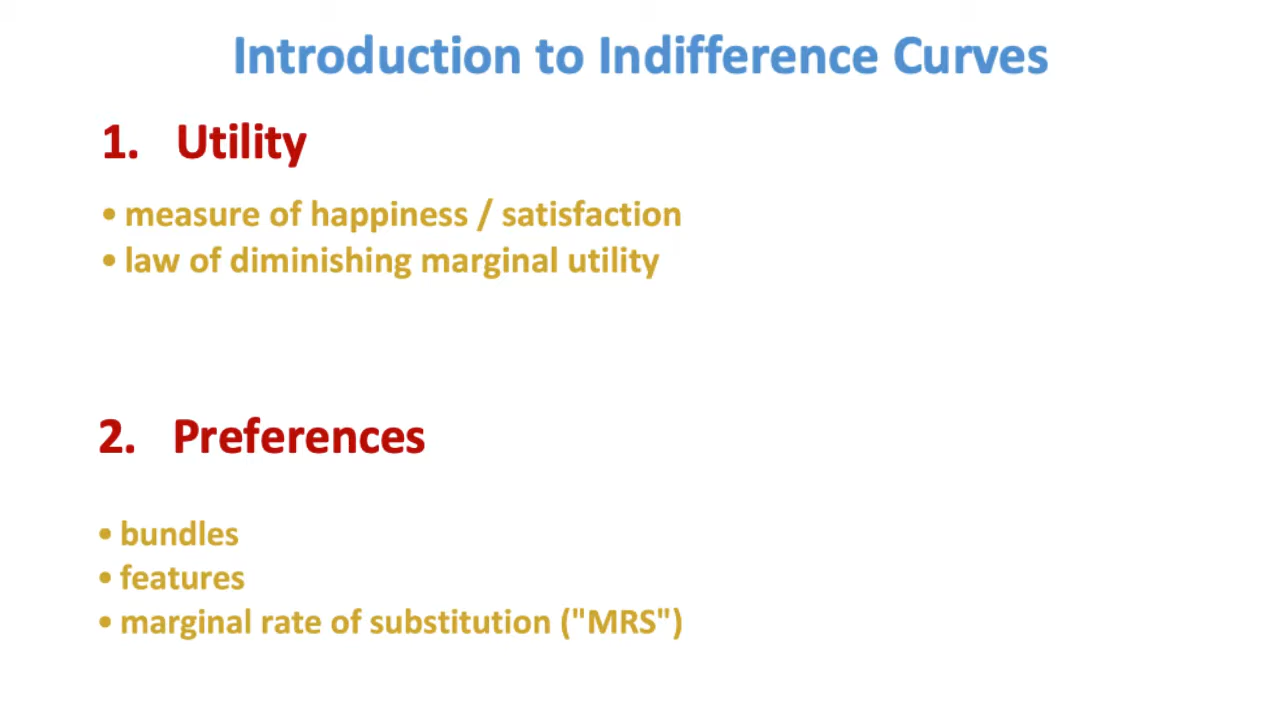 Introduction to Indifference Curves
1. Utility
• measure of happiness / satisfaction
• law of diminishing marginal utility
2. Preferences
• bundles
• features
• marginal rate of substitution ("MRS")